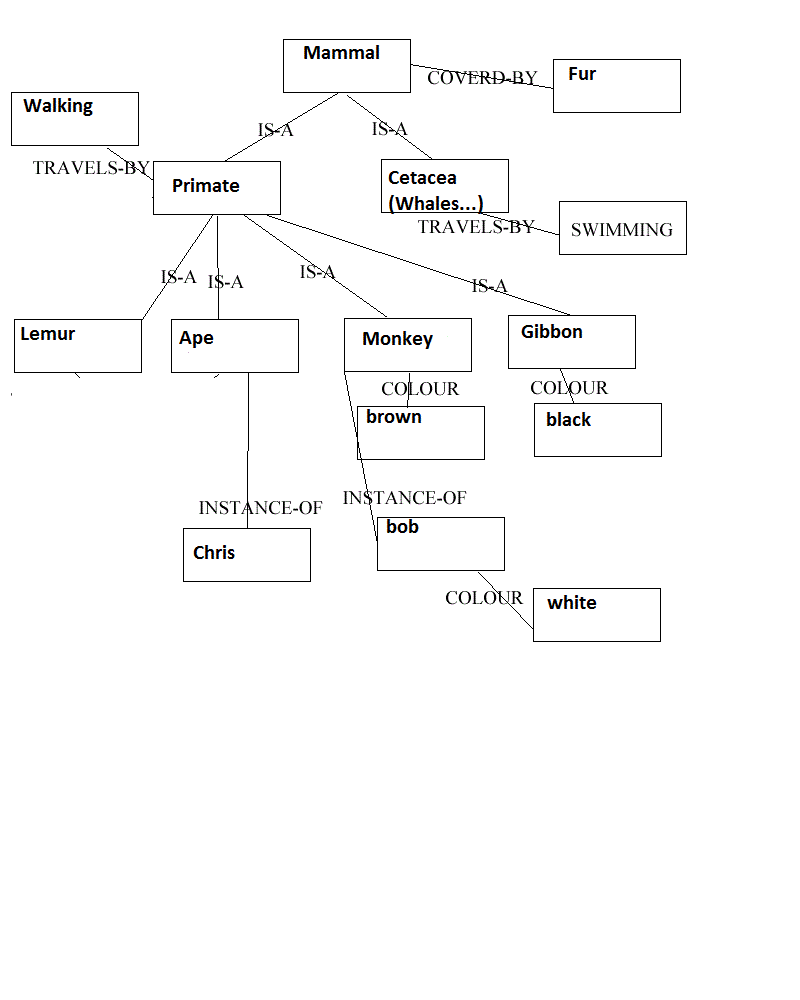 Mammal
COVERD-BY
Fur
Walking
IS-A
IS-A
TRAVELS-BY
Primate
Cetacea
(Whales...)
TRAVELS-BY
SWIMMING
IS-A
IS-A
IS-A
IS-A
Lemur
Ape
Monkey
Gibbon
COLOUR
COLOUR
brown
black
INSTANCE-OF
INSTANCE-OF
bob
Chris
COLOUR
white